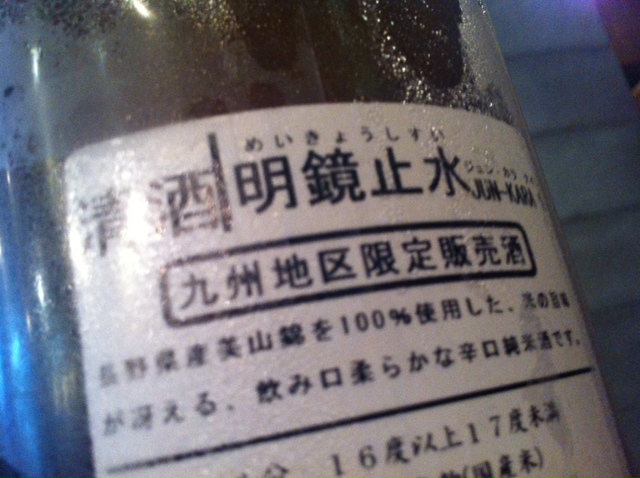 めいきょうしすい
清酒 明鏡止水 JUN-KARA
九州地区限定販売酒
長野県産美山錦を100%使用した、米の旨味
が冴える、飲み口柔らかな辛口純米酒です。
16度以上17度未満
(国産米)